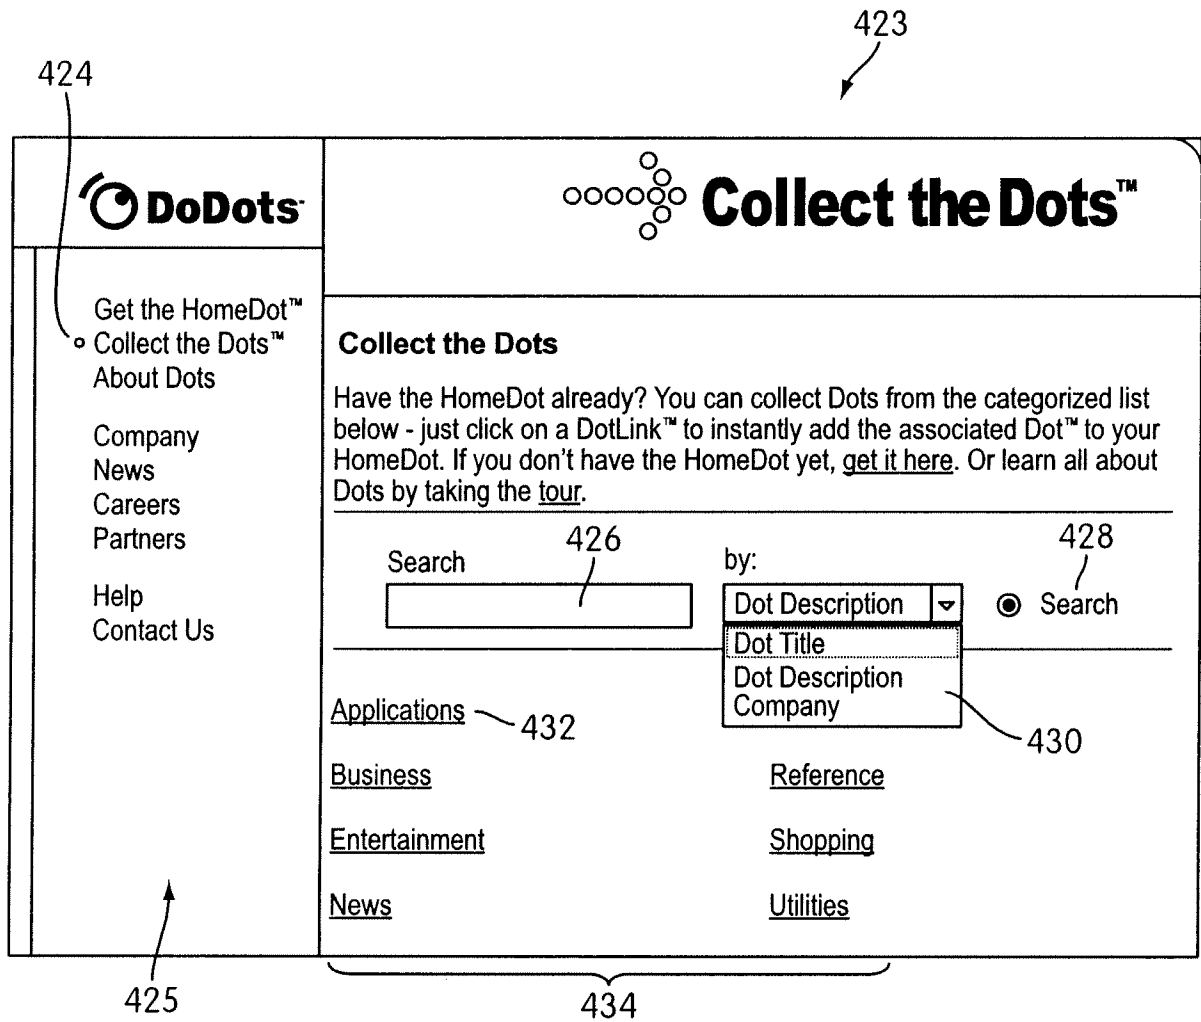 423
424
DoDots
Collect the Dots™
Get the HomeDot™
Collect the Dots™
About Dots
Company
News
Careers
Partners
Help
Contact Us
425
Collect the Dots
Have the HomeDot already? You can collect Dots from the categorized list
below - just click on a DotLink™ to instantly add the associated Dot™ to your
HomeDot. If you don't have the HomeDot yet, get it here. Or learn all about
Dots by taking the tour.
Search
426
by:
428
Dot Description
Search
Dot Title
Dot Description
Company
430
Applications
432
Business
Reference
Entertainment
Shopping
News
Utilities
434